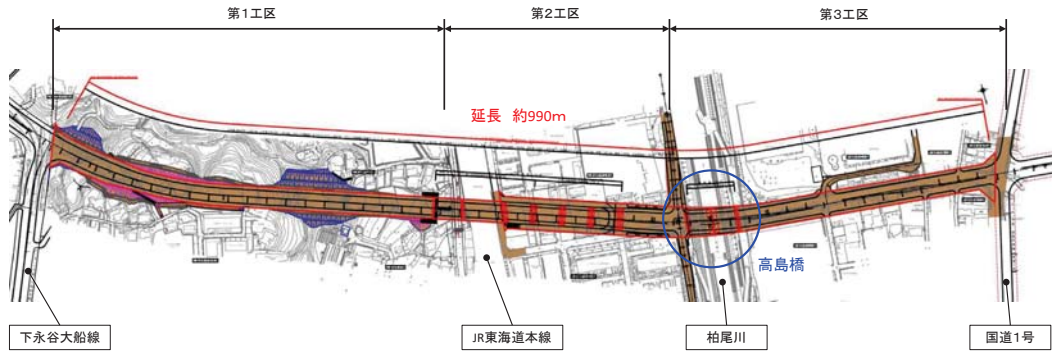 第1工区
第2工区
第3工区
延長 約990m
高島橋
下永谷大船線
JR東海道本線
柏尾川
国道1号